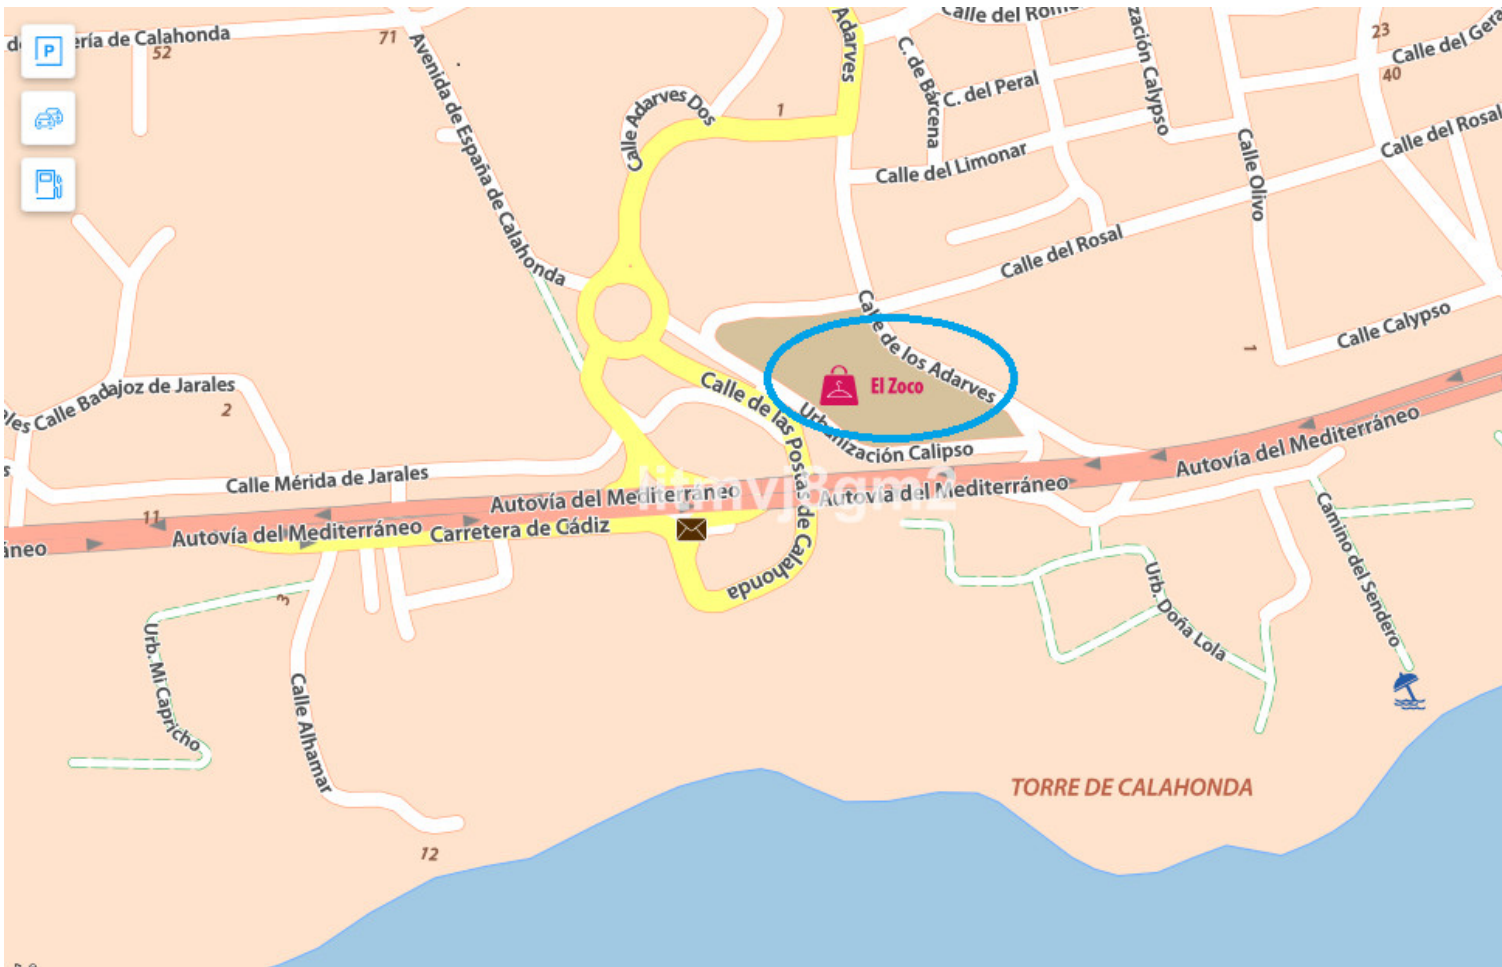 P
de
ería de Calahonda
52
71
Avenida de España de Calahonda
Calle Adarves Dos
1
Adarves
Calle del Rom
C. de Bárcena
C. del Peral
zación Calypso
23
Calle del Gera
40
Calle del Rosal
Calle del Limonar
Calle Olivo
Calle del Rosal
Calle de los Adarves
El Zoco
Calle Calypso
1
Calle Badajoz de Jarales
les
2
Calle de las Postas de Calahonda
Urbanización Calipso
s
Calle Mérida de Jarales
Autovía del Mediterráneo
litmvj8gm2
Autovía del Mediterráneo
Autovía del Mediterráneo
11
Autovía del Mediterráneo
Carretera de Cádiz
áneo
3
Urb. Mi Capricho
Calle Alhamar
Urb. Doña Lola
Camino del Sendero
TORRE DE CALAHONDA
12